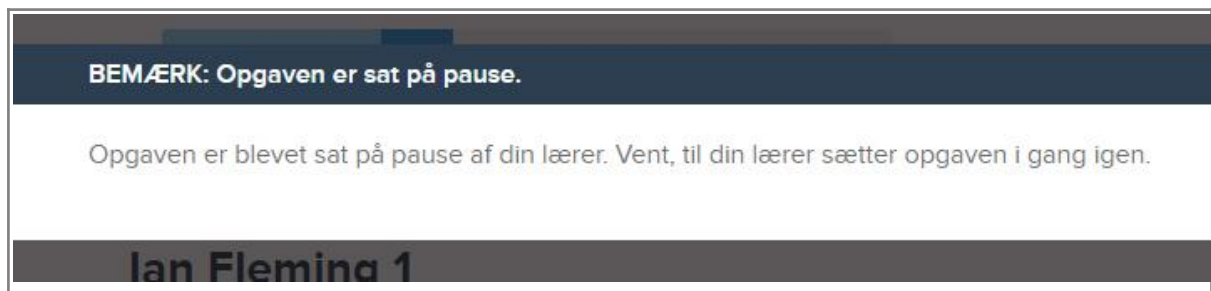 BEMÆRK: Opgaven er sat på pause.
Opgaven er blevet sat på pause af din lærer. Vent, til din lærer sætter opgaven i gang igen.
Ian Fleming 1